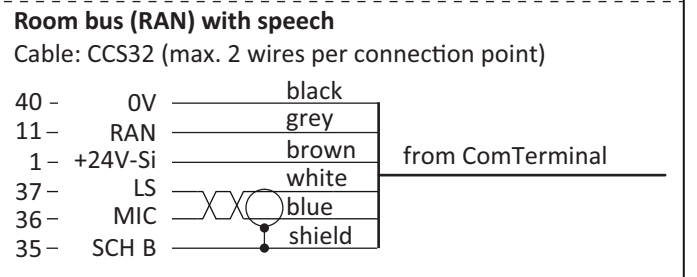 Room bus (RAN) with speech
Cable: CCS32 (max. 2 wires per connection point)
40 – 0V black
11 – RAN grey
1 – +24V-Si brown from ComTerminal
37 – LS white
36 – MIC blue
35 – SCH B shield